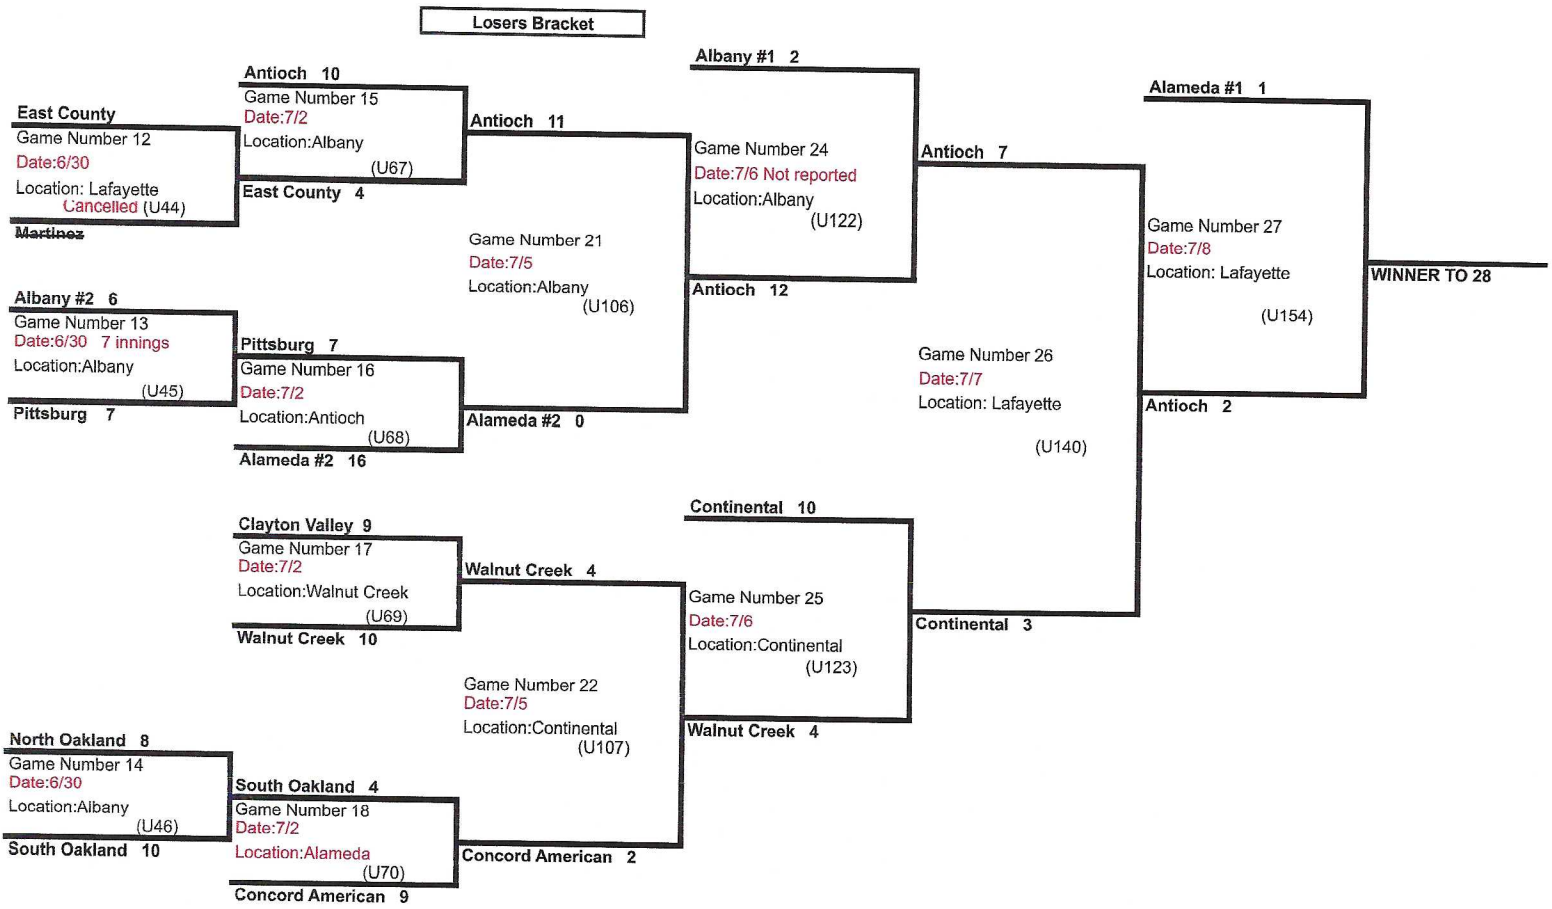 Losers Bracket
East County
Game Number 12
Date:6/30
Location: Lafayette
Cancelled (U44)
Martinez
Albany #2 6
Game Number 13
Date:6/30 7 innings
Location:Albany
(U45)
Pittsburg 7
North Oakland 8
Game Number 14
Date:6/30
Location:Albany
(U46)
South Oakland 10
Antioch 10
Game Number 15
Date:7/2
Location:Albany
(U67)
East County 4
Pittsburg 7
Game Number 16
Date:7/2
Location:Antioch
(U68)
Alameda #2 16
Clayton Valley 9
Game Number 17
Date:7/2
Location:Walnut Creek
(U69)
Walnut Creek 10
South Oakland 4
Game Number 18
Date:7/2
Location:Alameda
(U70)
Concord American 9
Antioch 11
Game Number 21
Date:7/5
Location:Albany
(U106)
Alameda #2 0
Walnut Creek 4
Game Number 22
Date:7/5
Location:Continental
(U107)
Concord American 2
Albany #1 2
Game Number 24
Date:7/6 Not reported
Location:Albany
(U122)
Antioch 12
Continental 10
Game Number 25
Date:7/6
Location:Continental
(U123)
Walnut Creek 4
Antioch 7
Game Number 26
Date:7/7
Location: Lafayette
(U140)
Continental 3
Alameda #1 1
Game Number 27
Date:7/8
Location: Lafayette
(U154)
Antioch 2
WINNER TO 28